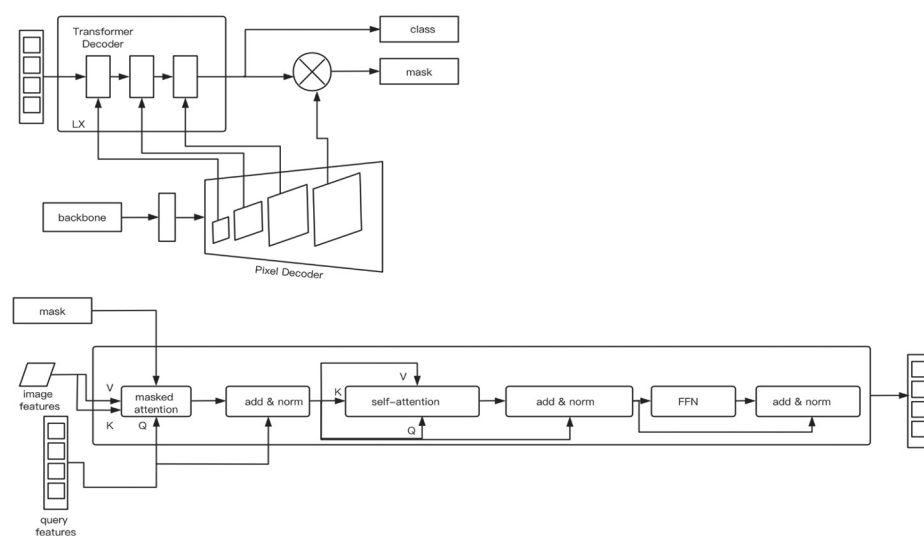 Transformer
Decoder
class
mask
LX
backbone
Pixel Decoder
mask
image
features
V
K
masked
attention
Q
add & norm
K
V
self-attention
Q
add & norm
FFN
add & norm
query
features